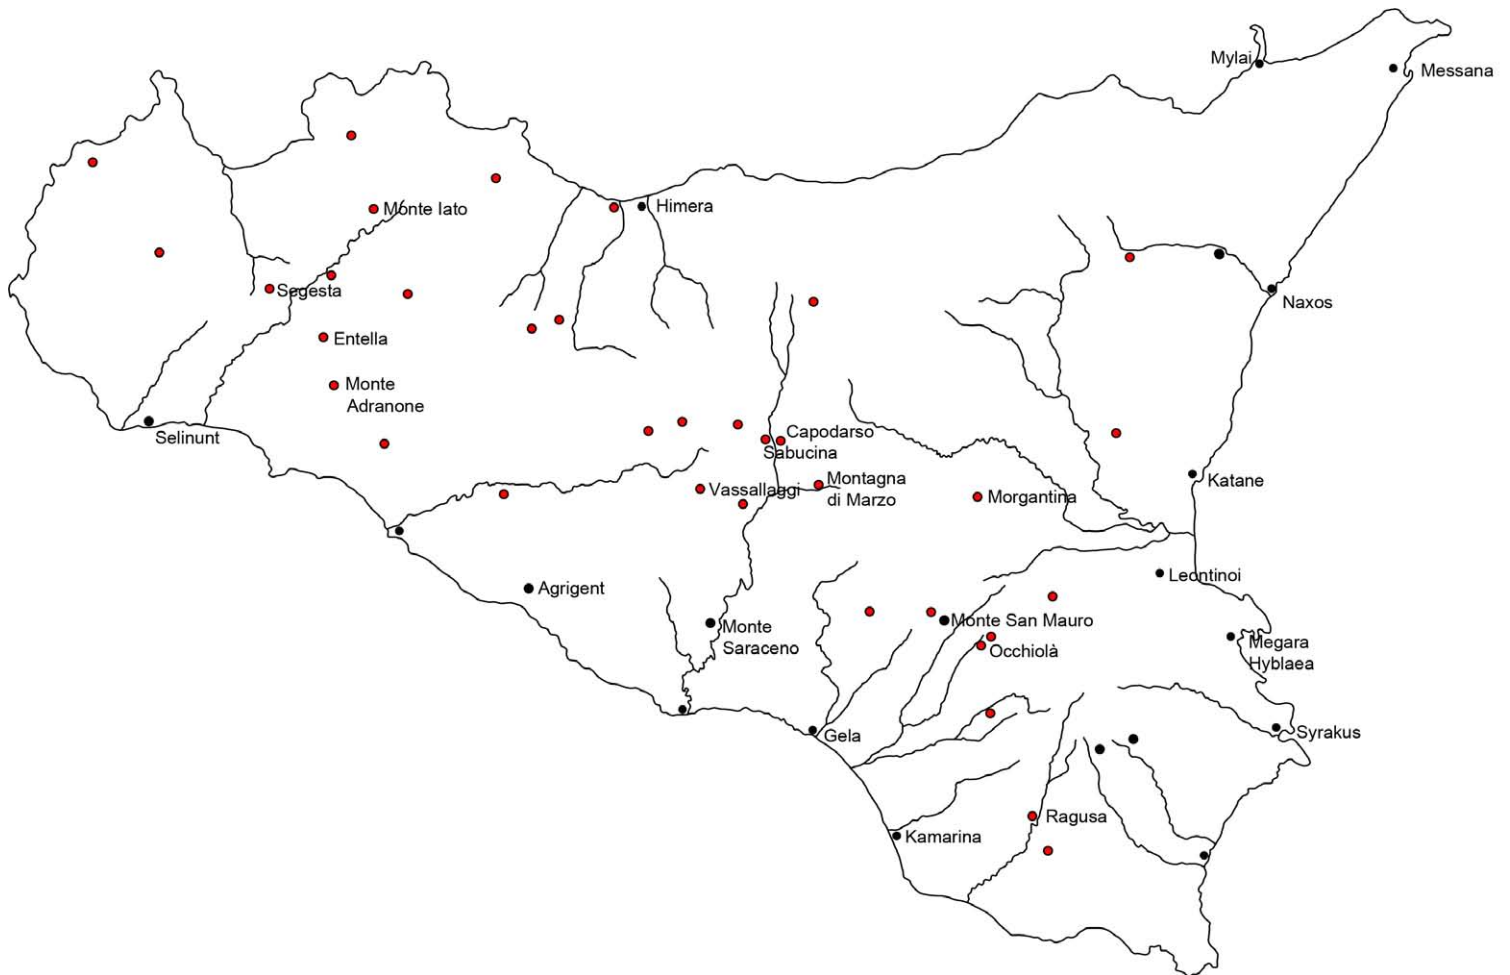 Mylai
Messana
Monte Iato
Himera
Segesta
Naxos
Entella
Monte
Adranone
Selinunt
Capodarso
Sabucina
Katane
Vassallaggi
Montagna
di Marzo
Morgantina
Leontinoi
Agrigent
Monte
Saraceno
Monte San Mauro
Occhiolà
Megara
Hyblaea
Gela
Syrakus
Ragusa
Kamarina